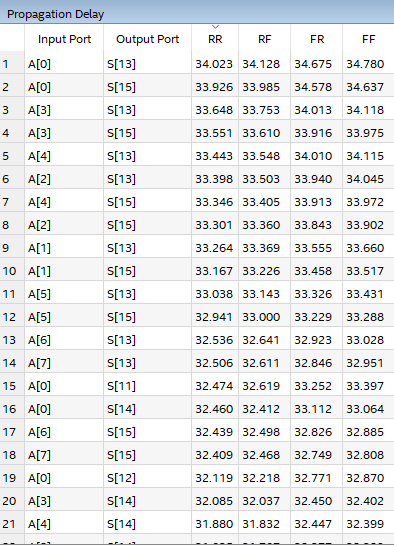 Propagation Delay
Input Port Output Port RR RF FR FF
1 A[0] S[13] 34.023 34.128 34.675 34.780
2 A[0] S[15] 33.926 33.985 34.578 34.637
3 A[3] S[13] 33.648 33.753 34.013 34.118
4 A[3] S[15] 33.551 33.610 33.916 33.975
5 A[4] S[13] 33.443 33.548 34.010 34.115
6 A[2] S[13] 33.398 33.503 33.940 34.045
7 A[4] S[15] 33.346 33.405 33.913 33.972
8 A[2] S[15] 33.301 33.360 33.843 33.902
9 A[1] S[13] 33.264 33.369 33.555 33.660
10 A[1] S[15] 33.167 33.226 33.458 33.517
11 A[5] S[13] 33.038 33.143 33.326 33.431
12 A[5] S[15] 32.941 33.000 33.229 33.288
13 A[6] S[13] 32.536 32.641 32.923 33.028
14 A[7] S[13] 32.506 32.611 32.846 32.951
15 A[0] S[11] 32.474 32.619 33.252 33.397
16 A[0] S[14] 32.460 32.412 33.112 33.064
17 A[6] S[15] 32.439 32.498 32.826 32.885
18 A[7] S[15] 32.409 32.468 32.749 32.808
19 A[0] S[12] 32.119 32.218 32.771 32.870
20 A[3] S[14] 32.085 32.037 32.450 32.402
21 A[4] S[14] 31.880 31.832 32.447 32.399